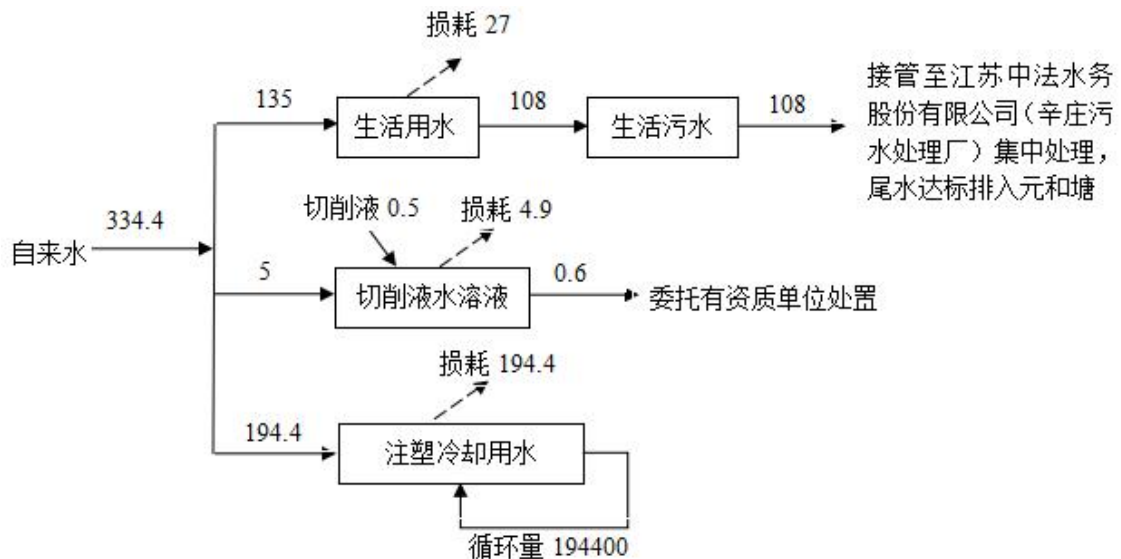 损耗 27
135
生活用水
108
生活污水
108
接管至江苏中法水务
股份有限公司（辛庄污
水处理厂）集中处理，
尾水达标排入元和塘
自来水
334.4
切削液 0.5
损耗 4.9
5
切削液水溶液
0.6
委托有资质单位处置
损耗 194.4
194.4
注塑冷却用水
循环量 194400